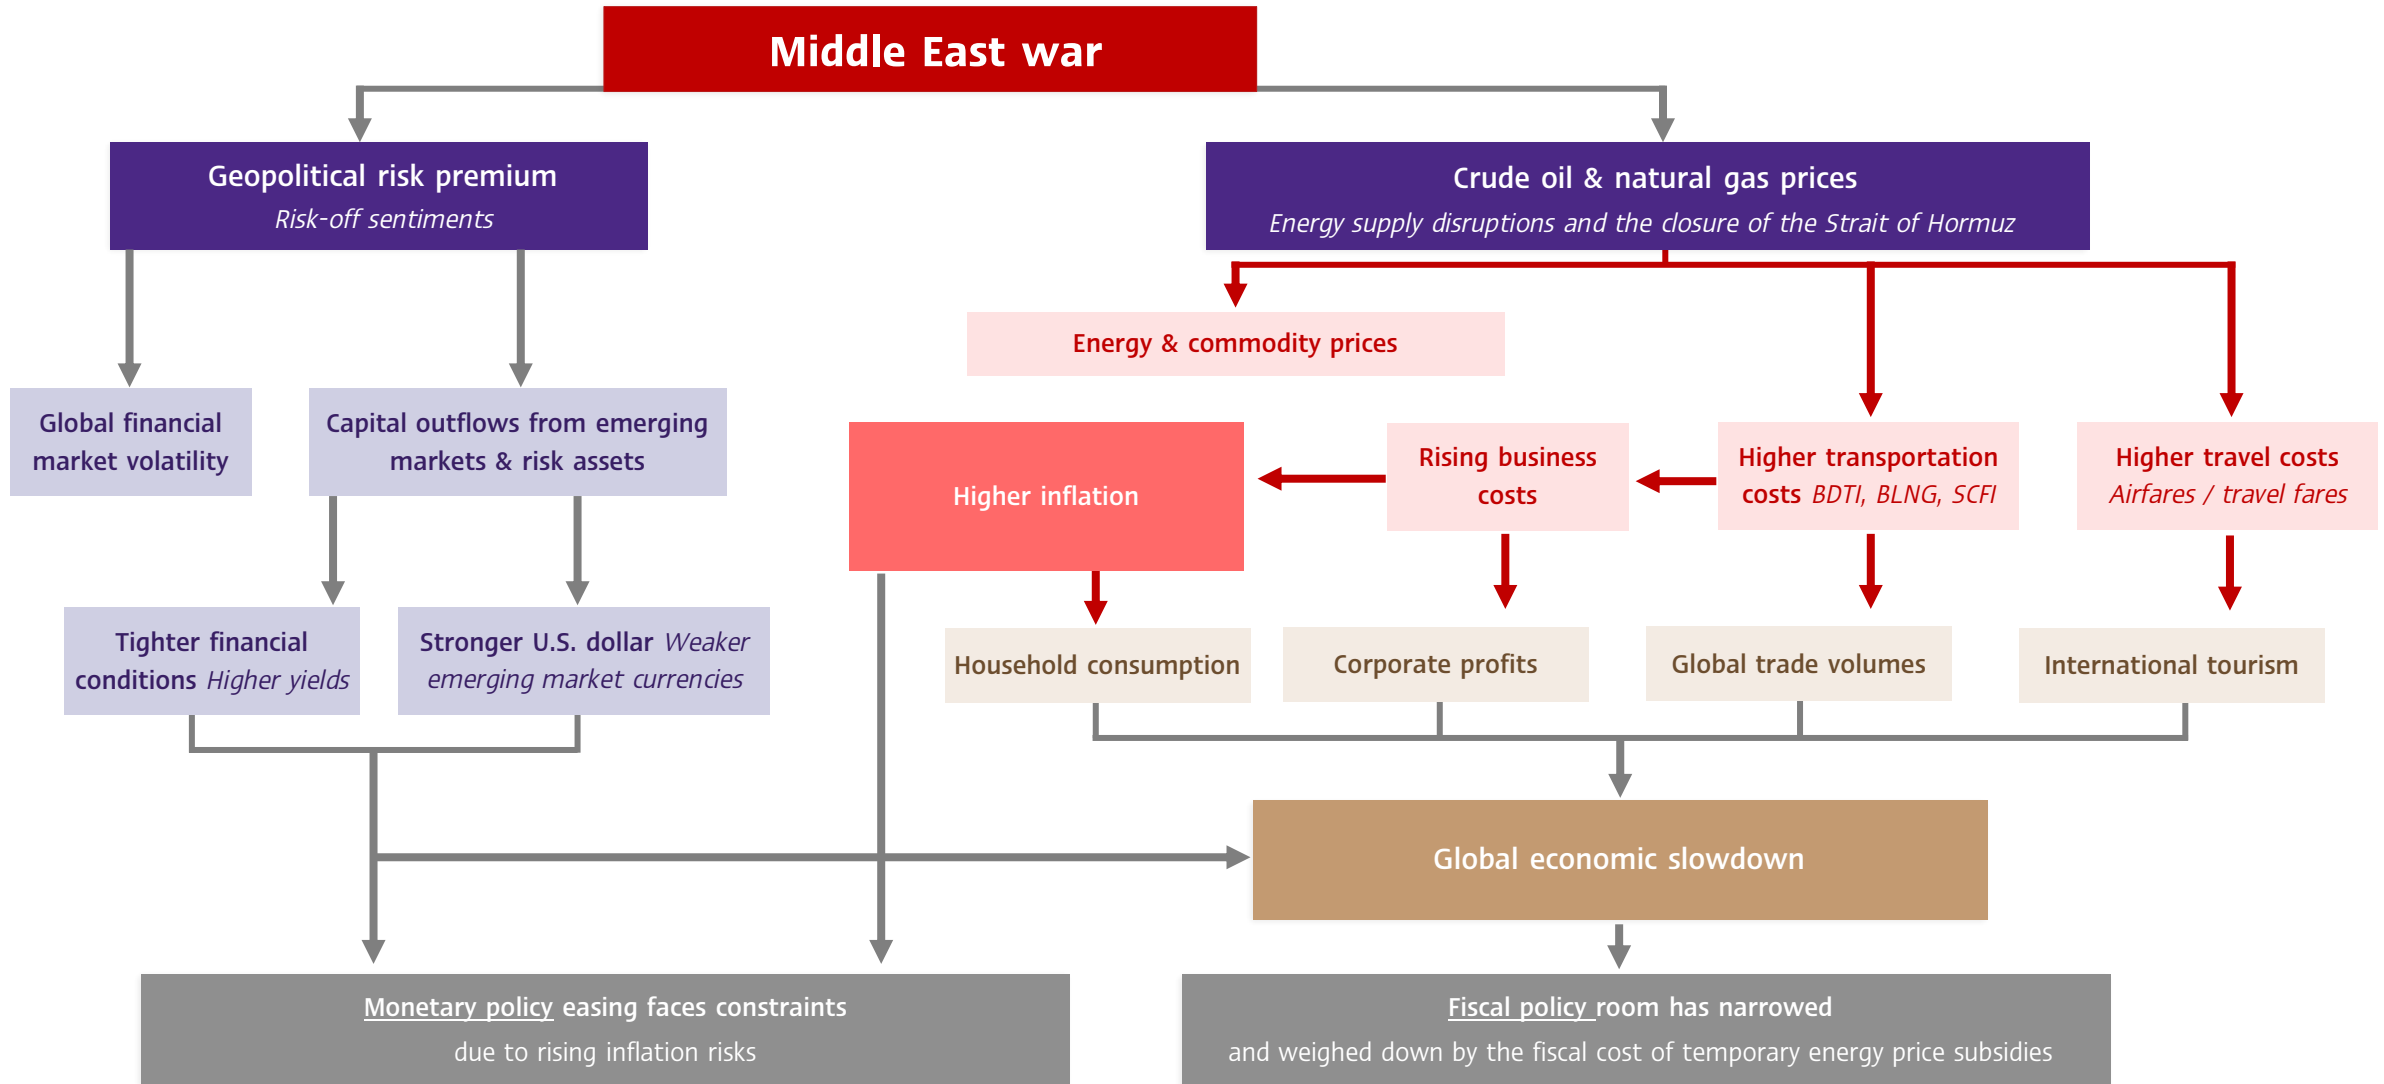 Middle East war
Geopolitical risk premium
Risk-off sentiments
Crude oil & natural gas prices
Energy supply disruptions and the closure of the Strait of Hormuz
Energy & commodity prices
Global financial
market volatility
Capital outflows from emerging
markets & risk assets
Higher inflation
Rising business
costs
Higher transportation
costs BDTI, BLNG, SCFI
Higher travel costs
Airfares / travel fares
Tighter financial
conditions Higher yields
Stronger U.S. dollar Weaker
emerging market currencies
Household consumption
Corporate profits
Global trade volumes
International tourism
Global economic slowdown
Monetary policy easing faces constraints
due to rising inflation risks
Fiscal policy room has narrowed
and weighed down by the fiscal cost of temporary energy price subsidies